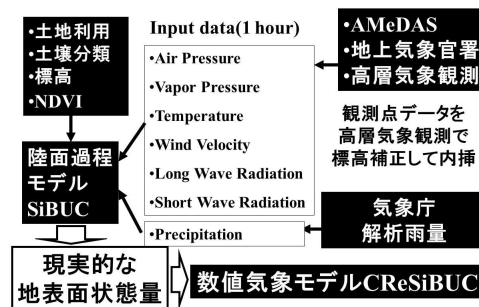 •土地利用
•土壌分類
•標高
•NDVI
Input data(1 hour)
•Air Pressure
•Vapor Pressure
•Temperature
•Wind Velocity
•Long Wave Radiation
•Short Wave Radiation
•Precipitation
•AMeDAS
•地上気象官署
•高層気象観測
観測点データを
高層気象観測で
標高補正して内挿
陸面過程
モデル
SiBUC
気象庁
解析雨量
現実的な
地表面状態量
数値気象モデルCReSiBUC